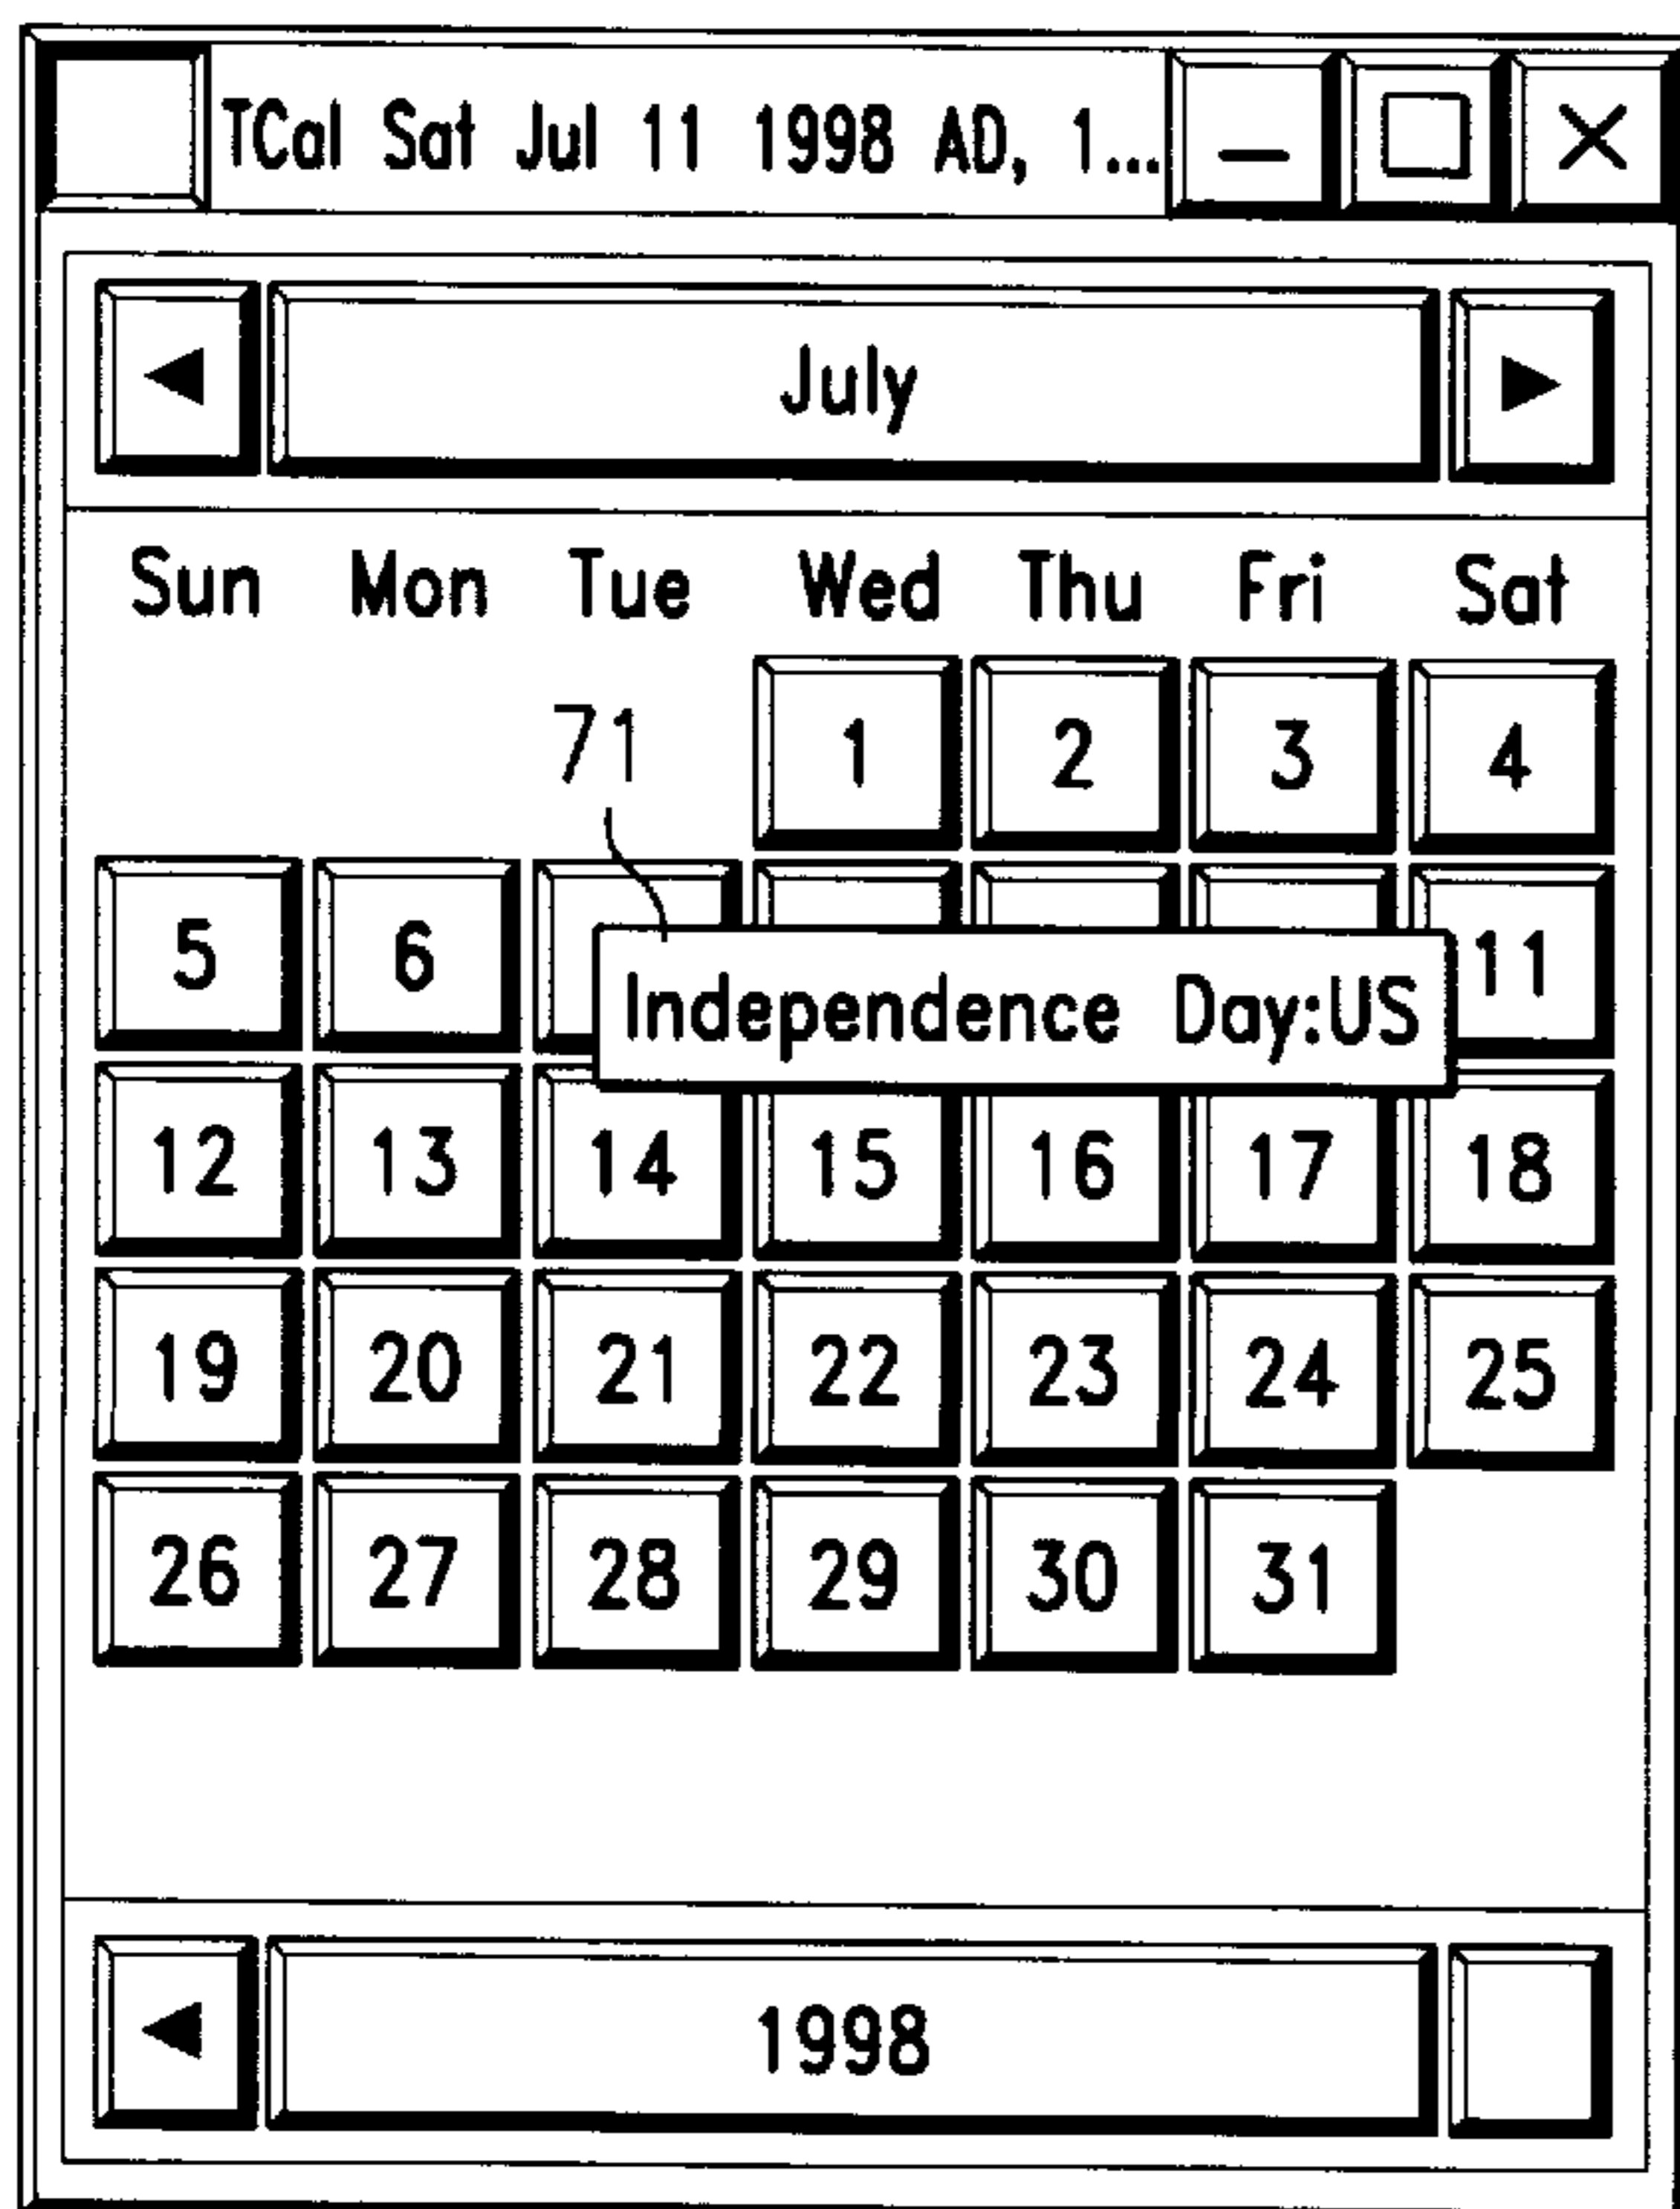 TCal Sat Jul 11 1998 AD, 1...
July
Sun Mon Tue Wed Thu Fri Sat
71 1 2 3 4
5 6 Independence Day:US 11
12 13 14 15 16 17 18
19 20 21 22 23 24 25
26 27 28 29 30 31
1998